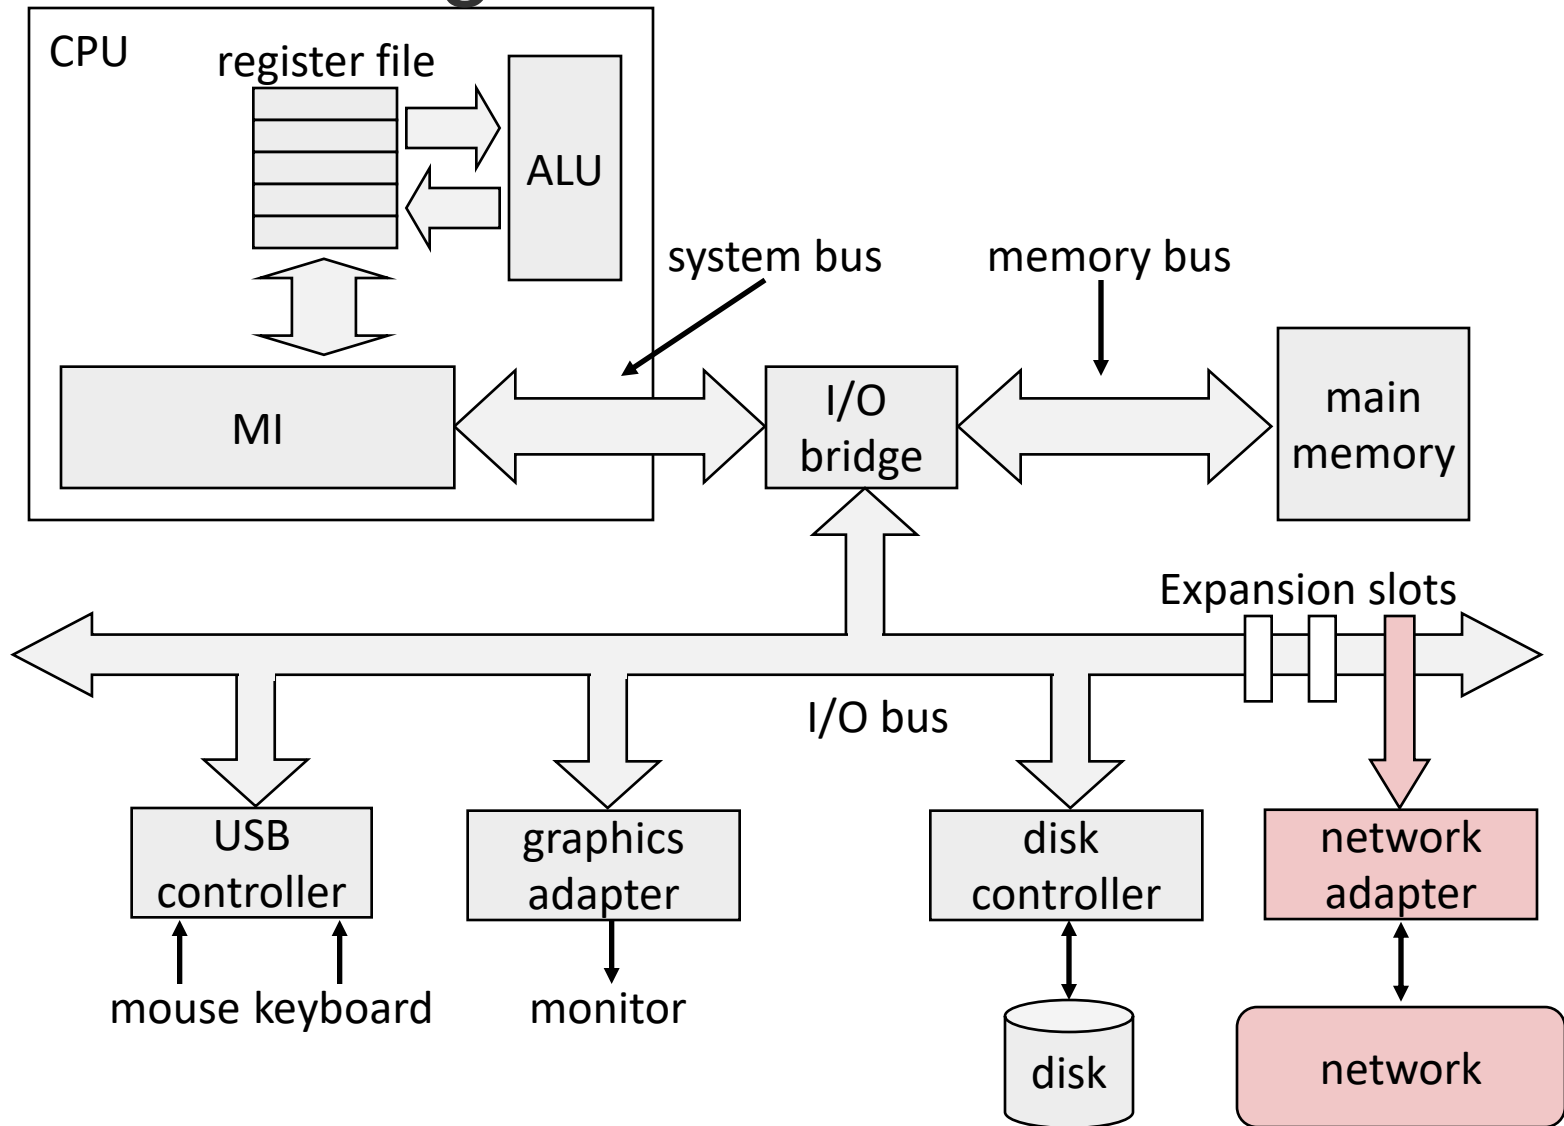 CPU
register file
ALU
system bus
memory bus
MI
I/O
bridge
main
memory
Expansion slots
I/O bus
USB
controller
graphics
adapter
disk
controller
network
adapter
mouse keyboard
monitor
disk
network